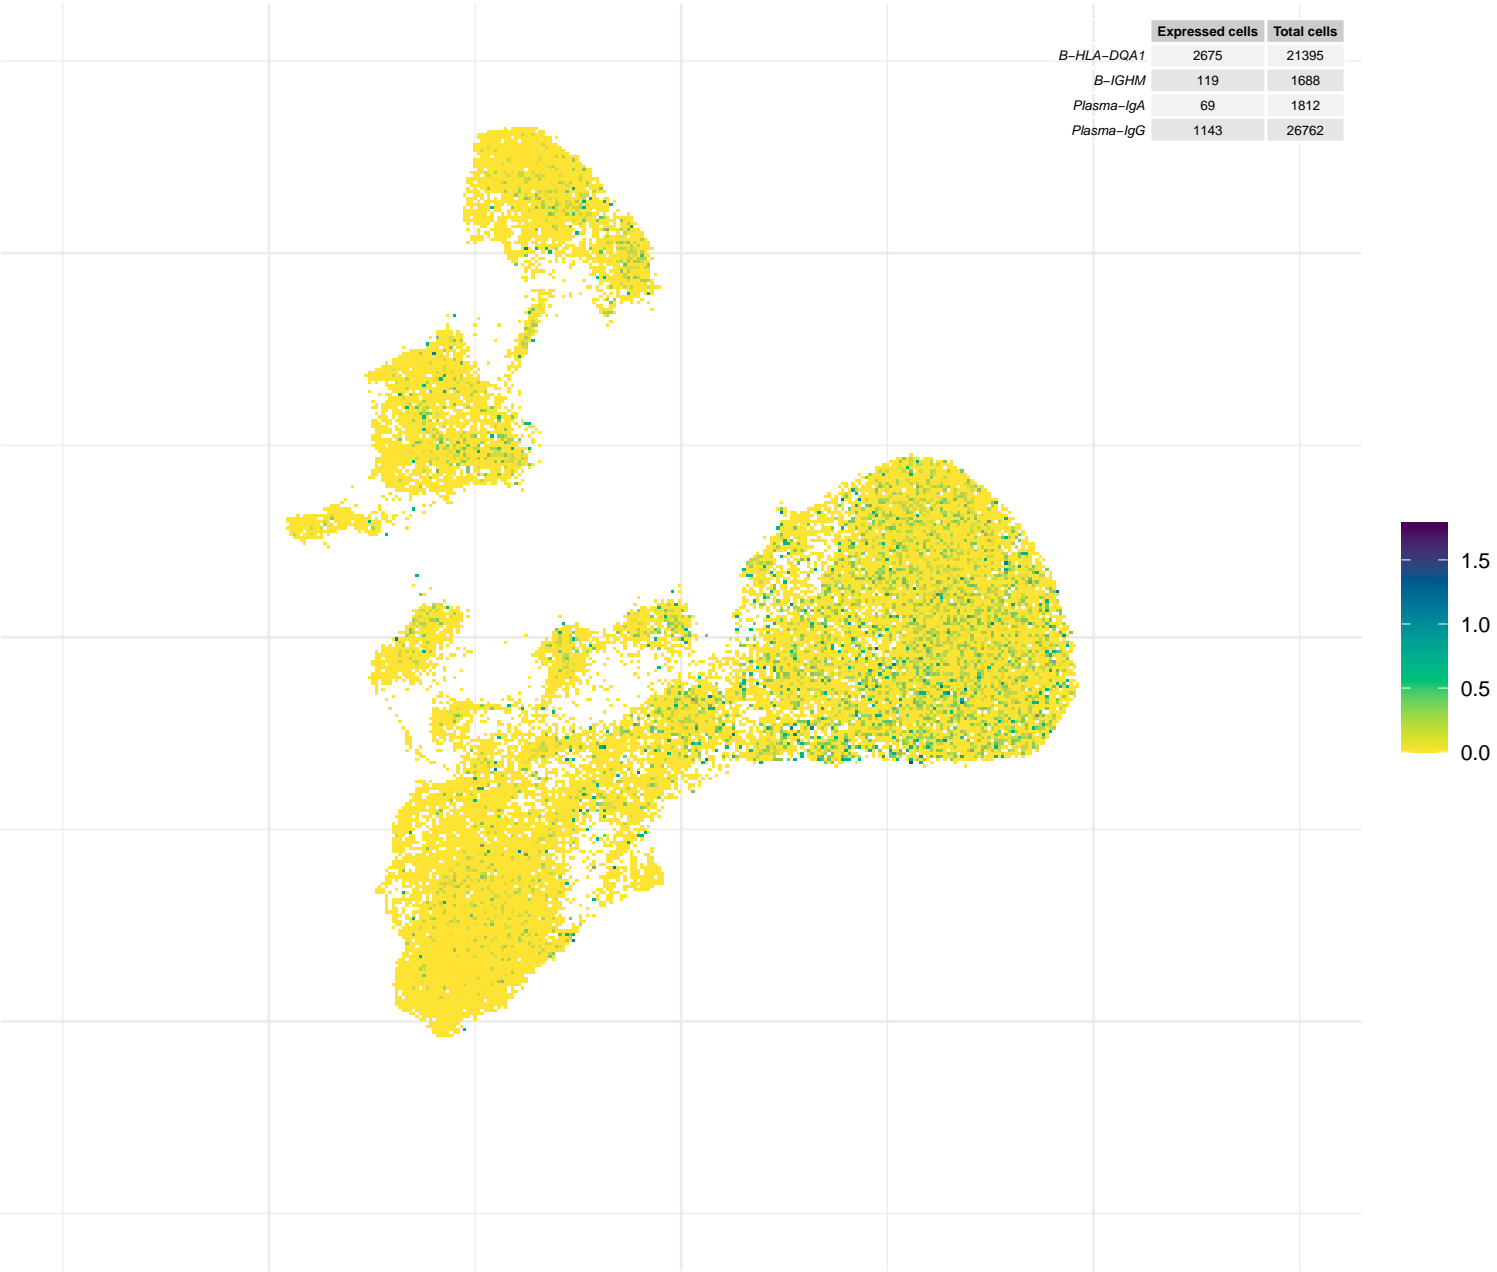 Expressed cells Total cells
B-HLA-DQA1 2675 21395
B-IGHM 119 1688
Plasma-IgA 69 1812
Plasma-IgG 1143 26762
1.5
1.0
0.5
0.0